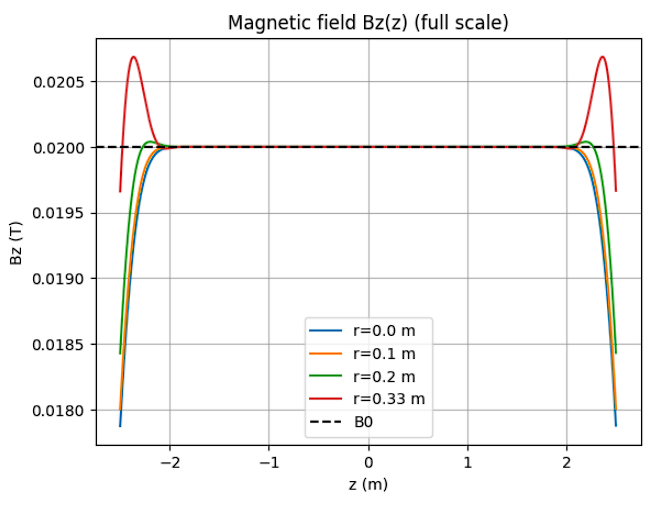 Magnetic field Bz(z) (full scale)
Bz (T)
0.0205
0.0200
0.0195
0.0190
0.0185
0.0180
r=0.0 m
r=0.1 m
r=0.2 m
r=0.33 m
B0
−2 −1 0 1 2
z (m)